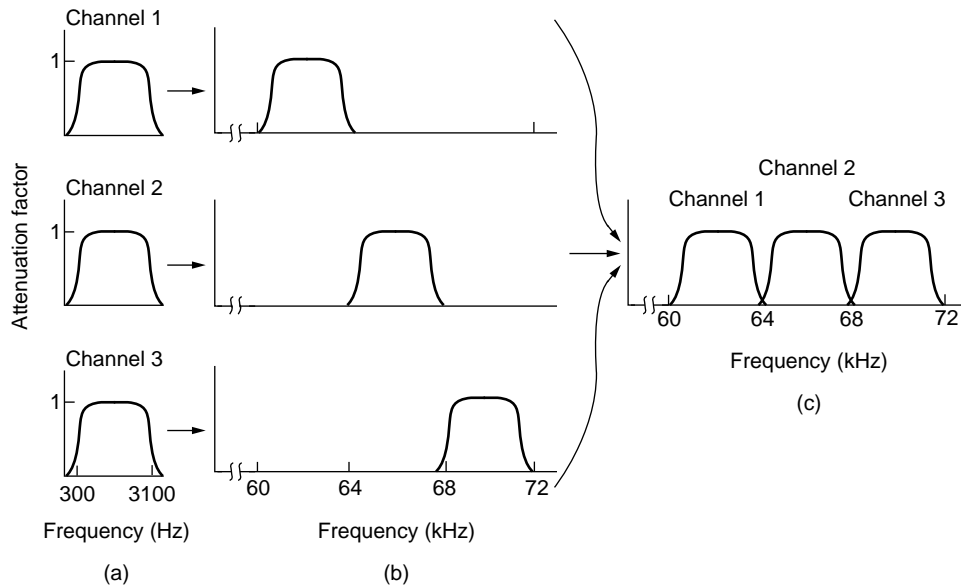 Channel 1
1
Channel 2
1
Channel 3
1
Attenuation factor
300 3100
Frequency (Hz)
(a)
60 64 68 72
Frequency (kHz)
(b)
Channel 2
Channel 1 Channel 3
60 64 68 72
Frequency (kHz)
(c)